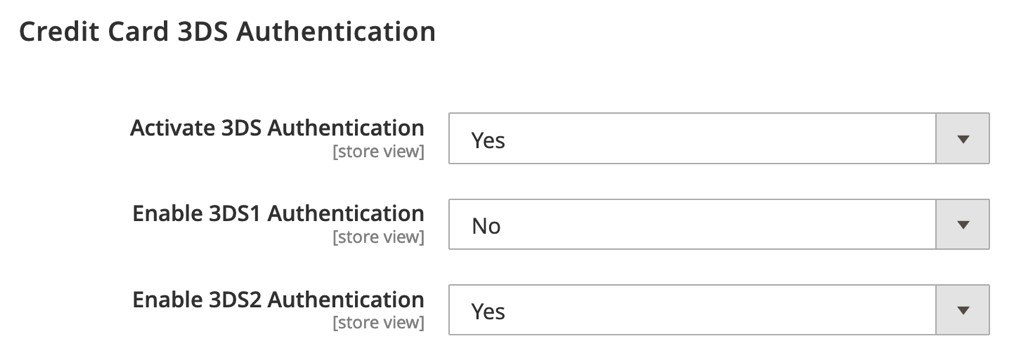 Credit Card 3DS Authentication
Activate 3DS Authentication
[store view]
Yes
Enable 3DS1 Authentication
[store view]
No
Enable 3DS2 Authentication
[store view]
Yes